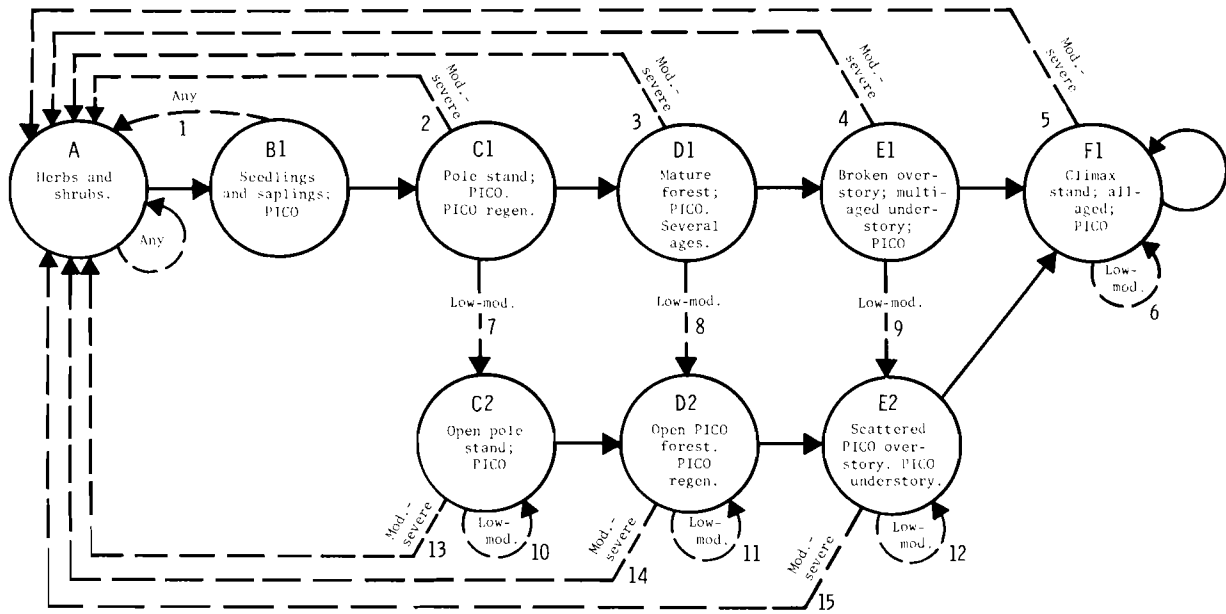 Mod.-
severe
Mod.-
severe
Mod.-
severe
Mod.-
severe
Any
1
2
3
4
5
A
Herbs and
shrubs.
B1
Seedlings
and saplings;
PICO
C1
Pole stand;
PICO.
PICO regen.
D1
Mature
forest;
PICO.
Several
ages.
E1
Broken over-
story; multi-
aged under-
story;
PICO
F1
Climax
stand; all-
aged;
PICO
Any
Low-
mod.
6
Low-mod.
7
Low-mod.
8
Low-mod.
9
C2
Open pole
stand;
PICO
D2
Open PICO
forest.
PICO
regen.
E2
Scattered
PICO over-
story. PICO
understory.
Mod.-
severe
13
Low-
mod.
10
Mod.-
severe
14
Low-
mod.
11
Mod.-
severe
15
Low-
mod.
12